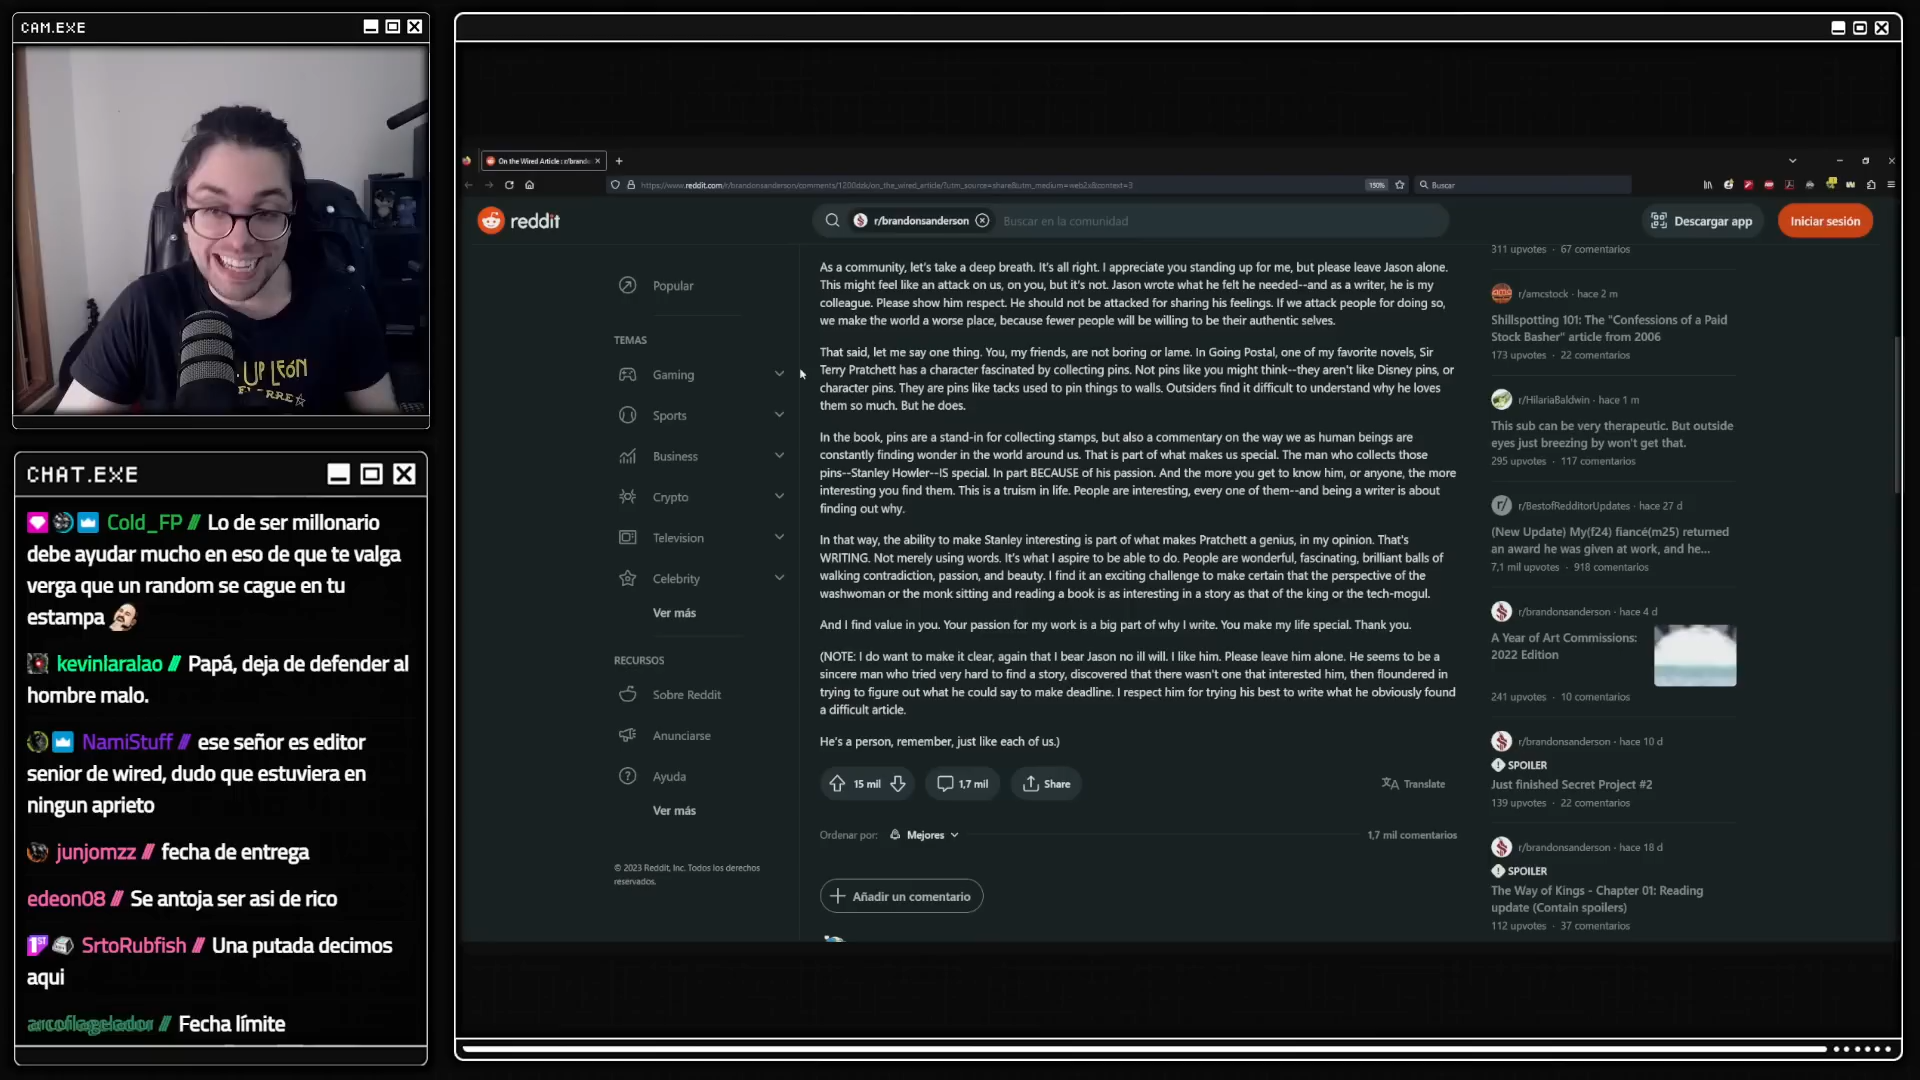 CAM.EXE
CHAT.EXE
Cold_FP // Lo de ser millonario
debe ayudar mucho en eso de que te valga
verga que un random se cague en tu
estampa
kevinlaralao // Papá, deja de defender al
hombre malo.
NamiStuff // ese señor es editor
senior de wired, dudo que estuviera en
ningun aprieto
junjomzz // fecha de entrega
edeon08 // Se antoja ser asi de rico
1ST SrtoRubfish // Una putada decimos
aqui
arcoflagelador // Fecha límite
UP LEÓN
On the Wired Article : r/brand
https://www.reddit.com/r/brandonsanderson/comments/1200dzk/on_the_wired_article/?utm_source=share&utm_medium=web2x&context=3
150%
Buscar
reddit
r/brandonsanderson
Buscar en la comunidad
Descargar app
Iniciar sesión
Popular
TEMAS
Gaming
Sports
Business
Crypto
Television
Celebrity
Ver más
RECURSOS
Sobre Reddit
Anunciarse
Ayuda
Ver más
© 2023 Reddit, Inc. Todos los derechos
reservados.
As a community, let's take a deep breath. It's all right. I appreciate you standing up for me, but please leave Jason alone.
This might feel like an attack on us, on you, but it's not. Jason wrote what he felt he needed--and as a writer, he is my
colleague. Please show him respect. He should not be attacked for sharing his feelings. If we attack people for doing so,
we make the world a worse place, because fewer people will be willing to be their authentic selves.
That said, let me say one thing. You, my friends, are not boring or lame. In Going Postal, one of my favorite novels, Sir
Terry Pratchett has a character fascinated by collecting pins. Not pins like you might think--they aren't like Disney pins, or
character pins. They are pins like tacks used to pin things to walls. Outsiders find it difficult to understand why he loves
them so much. But he does.
In the book, pins are a stand-in for collecting stamps, but also a commentary on the way we as human beings are
constantly finding wonder in the world around us. That is part of what makes us special. The man who collects those
pins--Stanley Howler--IS special. In part BECAUSE of his passion. And the more you get to know him, or anyone, the more
interesting you find them. This is a truism in life. People are interesting, every one of them--and being a writer is about
finding out why.
In that way, the ability to make Stanley interesting is part of what makes Pratchett a genius, in my opinion. That's
WRITING. Not merely using words. It's what I aspire to be able to do. People are wonderful, fascinating, brilliant balls of
walking contradiction, passion, and beauty. I find it an exciting challenge to make certain that the perspective of the
washwoman or the monk sitting and reading a book is as interesting in a story as that of the king or the tech-mogul.
And I find value in you. Your passion for my work is a big part of why I write. You make my life special. Thank you.
(NOTE: I do want to make it clear, again that I bear Jason no ill will. I like him. Please leave him alone. He seems to be a
sincere man who tried very hard to find a story, discovered that there wasn't one that interested him, then floundered in
trying to figure out what he could say to make deadline. I respect him for trying his best to write what he obviously found
a difficult article.
He's a person, remember, just like each of us.)
15 mil
1,7 mil
Share
Translate
Ordenar por:
Mejores
1,7 mil comentarios
Añadir un comentario
311 upvotes · 67 comentarios
r/amcstock · hace 2 m
Shillspotting 101: The "Confessions of a Paid
Stock Basher" article from 2006
173 upvotes · 22 comentarios
r/HilariaBaldwin · hace 1 m
This sub can be very therapeutic. But outside
eyes just breezing by won't get that.
295 upvotes · 117 comentarios
r/BestofRedditorUpdates · hace 27 d
(New Update) My(f24) fiancé(m25) returned
an award he was given at work, and he...
7,1 mil upvotes · 918 comentarios
r/brandonsanderson · hace 4 d
A Year of Art Commissions:
2022 Edition
241 upvotes · 10 comentarios
r/brandonsanderson · hace 10 d
SPOILER
Just finished Secret Project #2
139 upvotes · 22 comentarios
r/brandonsanderson · hace 18 d
SPOILER
The Way of Kings - Chapter 01: Reading
update (Contain spoilers)
112 upvotes · 37 comentarios